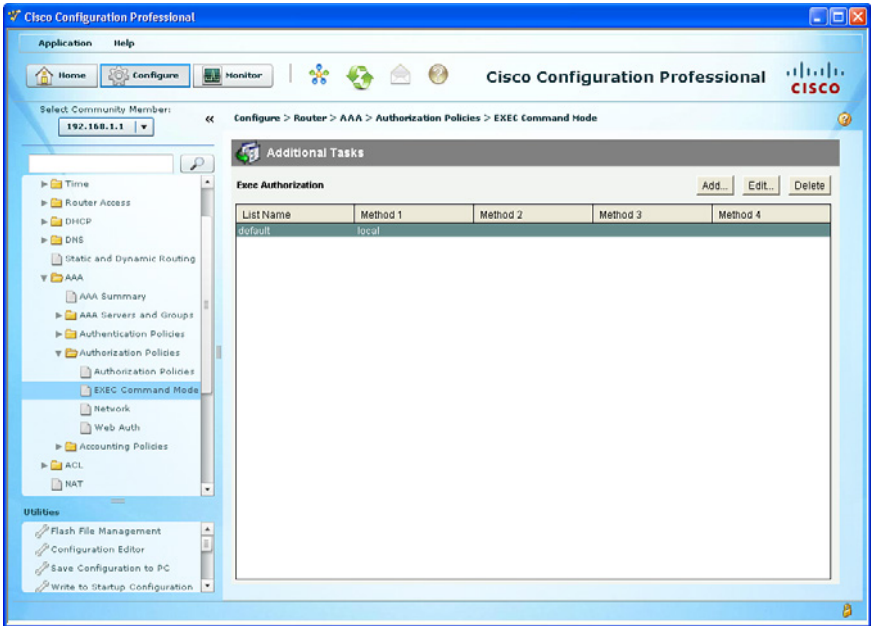 Cisco Configuration Professional
Application Help
Home Configure Monitor Cisco Configuration Professional CISCO
Select Community Member:
192.168.1.1
Configure > Router > AAA > Authorization Policies > EXEC Command Mode
Additional Tasks
Exec Authorization Add... Edit... Delete
List Name Method 1 Method 2 Method 3 Method 4
default local
Time
Router Access
DHCP
DNS
Static and Dynamic Routing
AAA
AAA Summary
AAA Servers and Groups
Authentication Policies
Authorization Policies
Authorization Policies
EXEC Command Mode
Network
Web Auth
Accounting Policies
ACL
NAT
Utilities
Flash File Management
Configuration Editor
Save Configuration to PC
Write to Startup Configuration